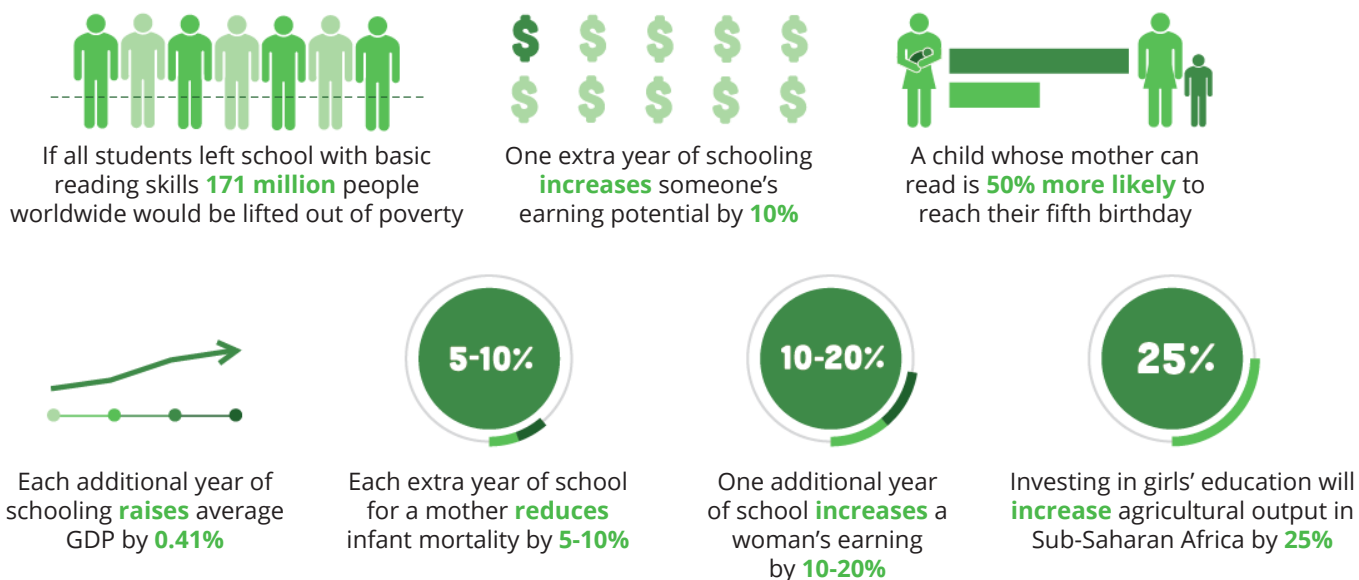 $ $ $ $ $
$ $ $ $ $
If all students left school with basic
reading skills 171 million people
worldwide would be lifted out of poverty
One extra year of schooling
increases someone's
earning potential by 10%
A child whose mother can
read is 50% more likely to
reach their fifth birthday
Each additional year of
schooling raises average
GDP by 0.41%
5-10%
Each extra year of school
for a mother reduces
infant mortality by 5-10%
10-20%
One additional year
of school increases a
woman's earning
by 10-20%
25%
Investing in girls' education will
increase agricultural output in
Sub-Saharan Africa by 25%